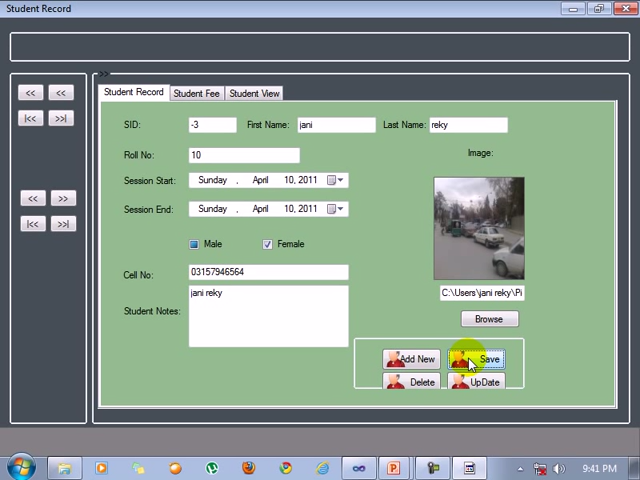 Student Record
>>
<< <<
|<< >>|
<< >>
|<< >>|
Student Record Student Fee Student View
SID: -3 First Name: jani Last Name: reky
Roll No: 10 Image:
Session Start: Sunday , April 10, 2011
Session End: Sunday , April 10, 2011
Male Female
Cell No: 03157946564
C:\Users\jani reky\Pi
Student Notes: jani reky
Browse
Add New Save
Delete UpDate
9:41 PM